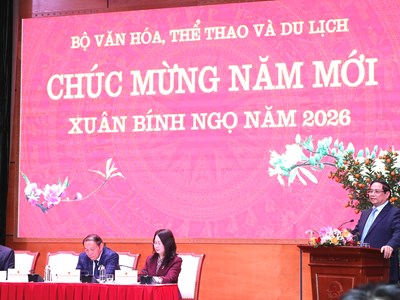 BỘ VĂN HÓA, THỂ THAO VÀ DU LỊCH
CHÚC MỪNG NĂM MỚI
XUÂN BÍNH NGỌ NĂM 2026